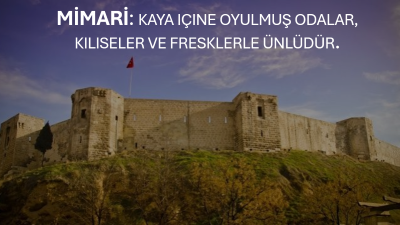 MİMARİ: KAYA IÇINE OYULMUŞ ODALAR,
KILISELER VE FRESKLERLE ÜNLÜDÜR.